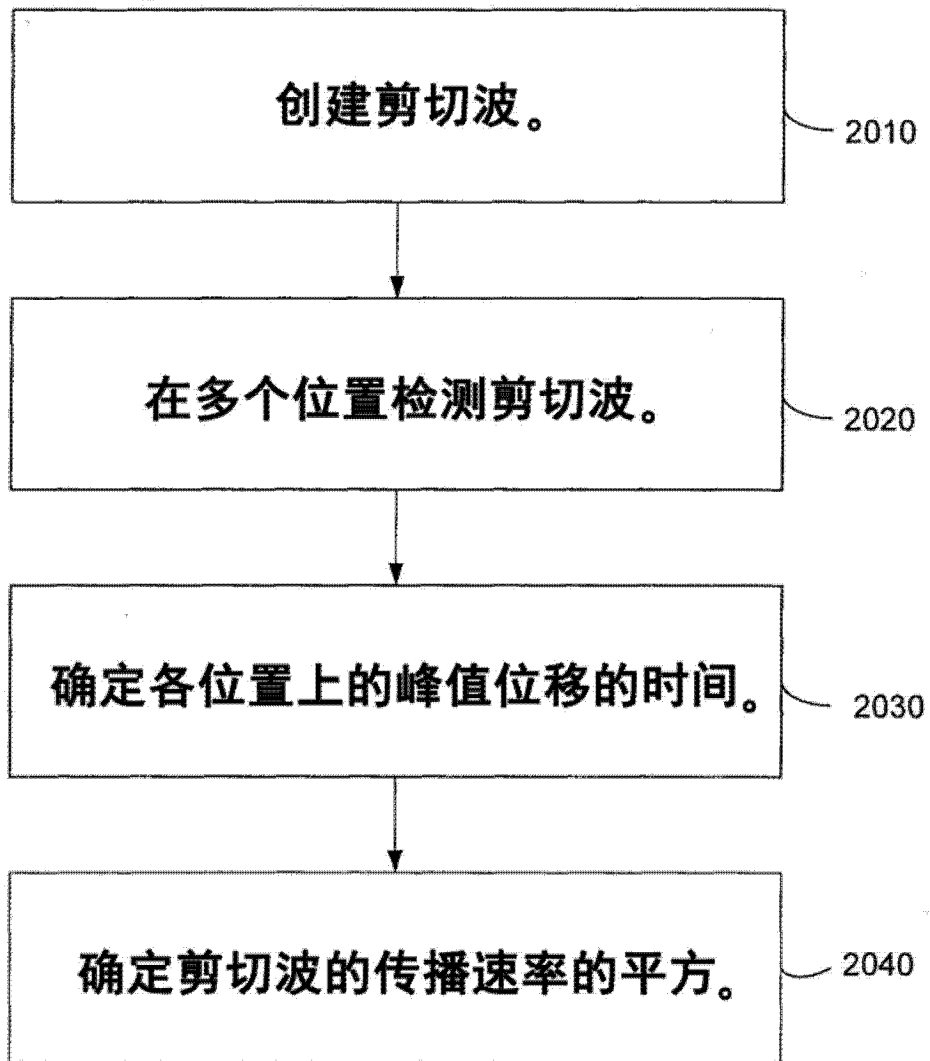 创建剪切波。
2010
在多个位置检测剪切波。
2020
确定各位置上的峰值位移的时间。
2030
确定剪切波的传播速率的平方。
2040